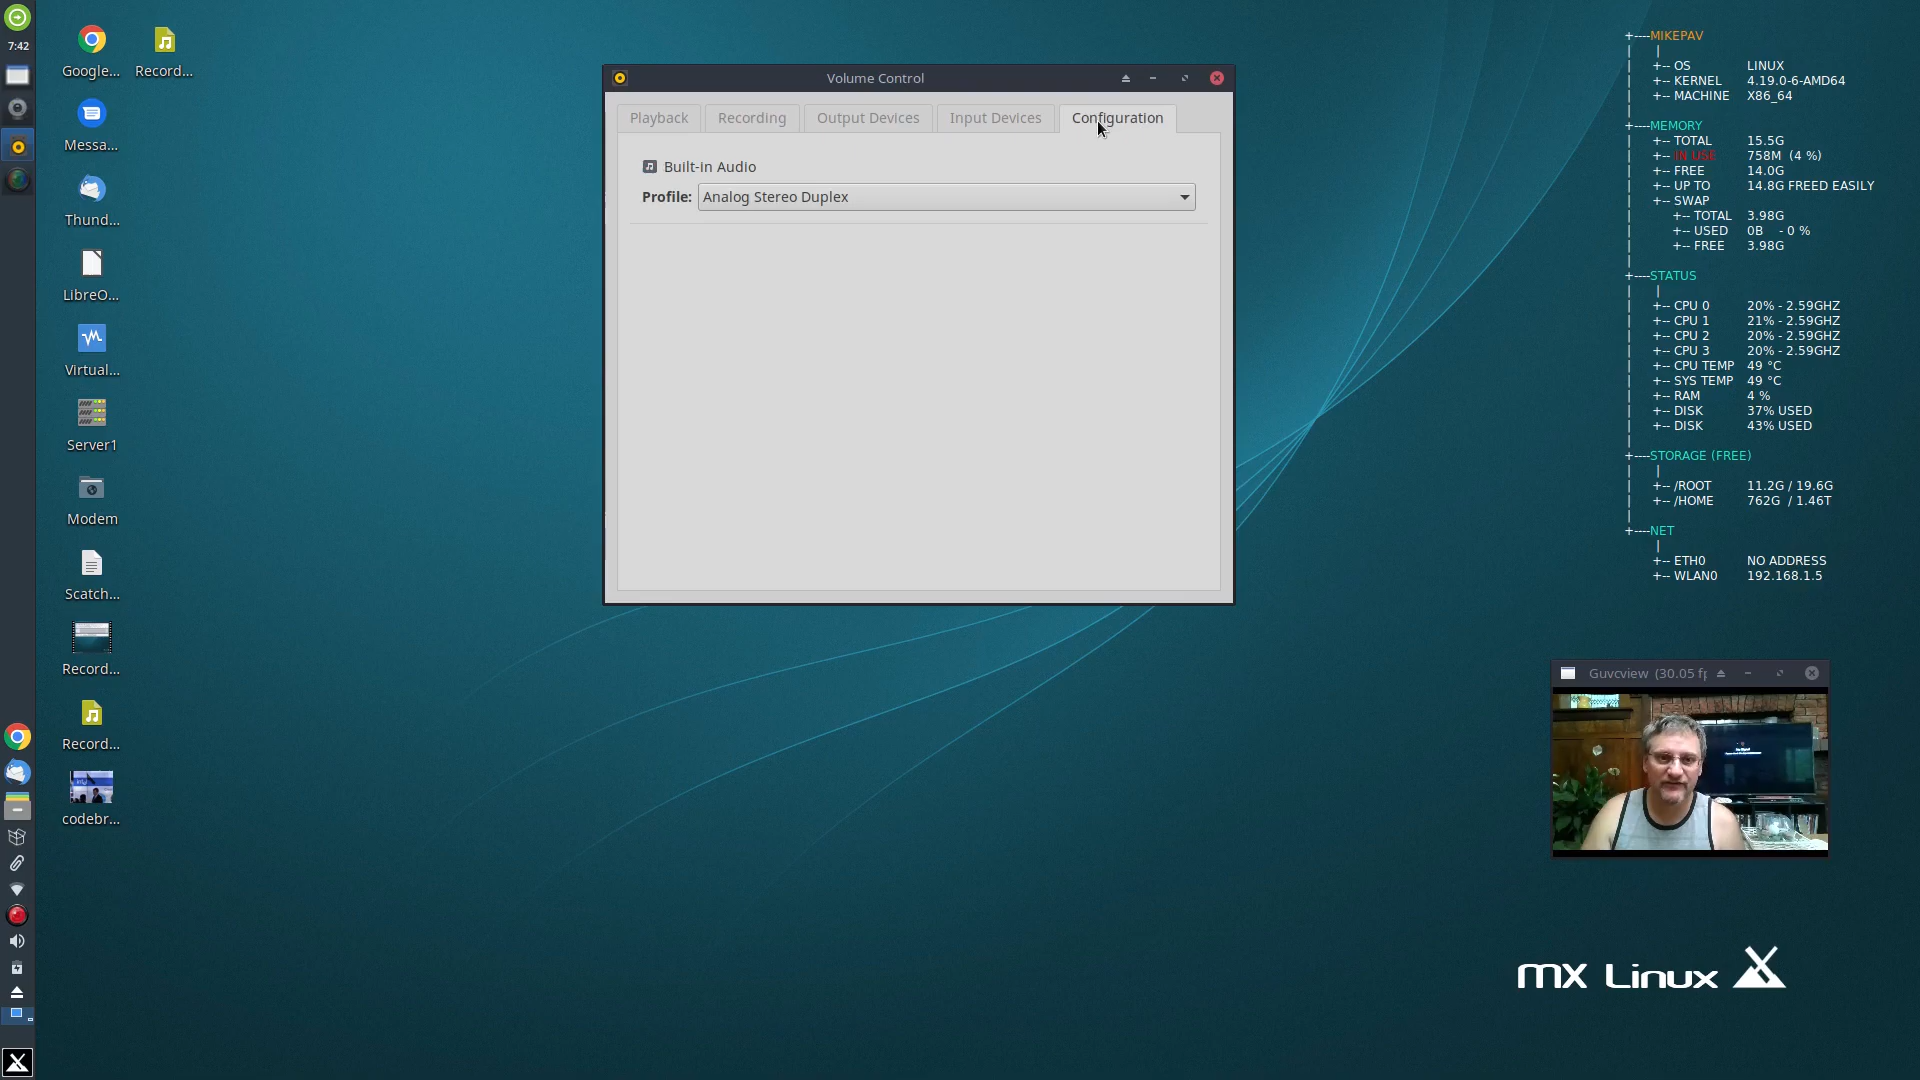 7:42
Google...
Record...
Messa...
Thund...
LibreO...
Virtual...
Server1
Modem
Scatch...
Record...
Record...
codebr...
Volume Control
Playback
Recording
Output Devices
Input Devices
Configuration
Built-in Audio
Profile: Analog Stereo Duplex
+----MIKEPAV
+-- OS LINUX
+-- KERNEL 4.19.0-6-AMD64
+-- MACHINE X86_64
+----MEMORY
+-- TOTAL 15.5G
+-- IN USE 758M (4 %)
+-- FREE 14.0G
+-- UP TO 14.8G FREED EASILY
+-- SWAP
+-- TOTAL 3.98G
+-- USED 0B - 0 %
+-- FREE 3.98G
+----STATUS
+-- CPU 0 20% - 2.59GHZ
+-- CPU 1 21% - 2.59GHZ
+-- CPU 2 20% - 2.59GHZ
+-- CPU 3 20% - 2.59GHZ
+-- CPU TEMP 49 °C
+-- SYS TEMP 49 °C
+-- RAM 4 %
+-- DISK 37% USED
+-- DISK 43% USED
+----STORAGE (FREE)
+-- /ROOT 11.2G / 19.6G
+-- /HOME 762G / 1.46T
+----NET
+-- ETH0 NO ADDRESS
+-- WLAN0 192.168.1.5
Guvcview (30.05 fp
MX Linux